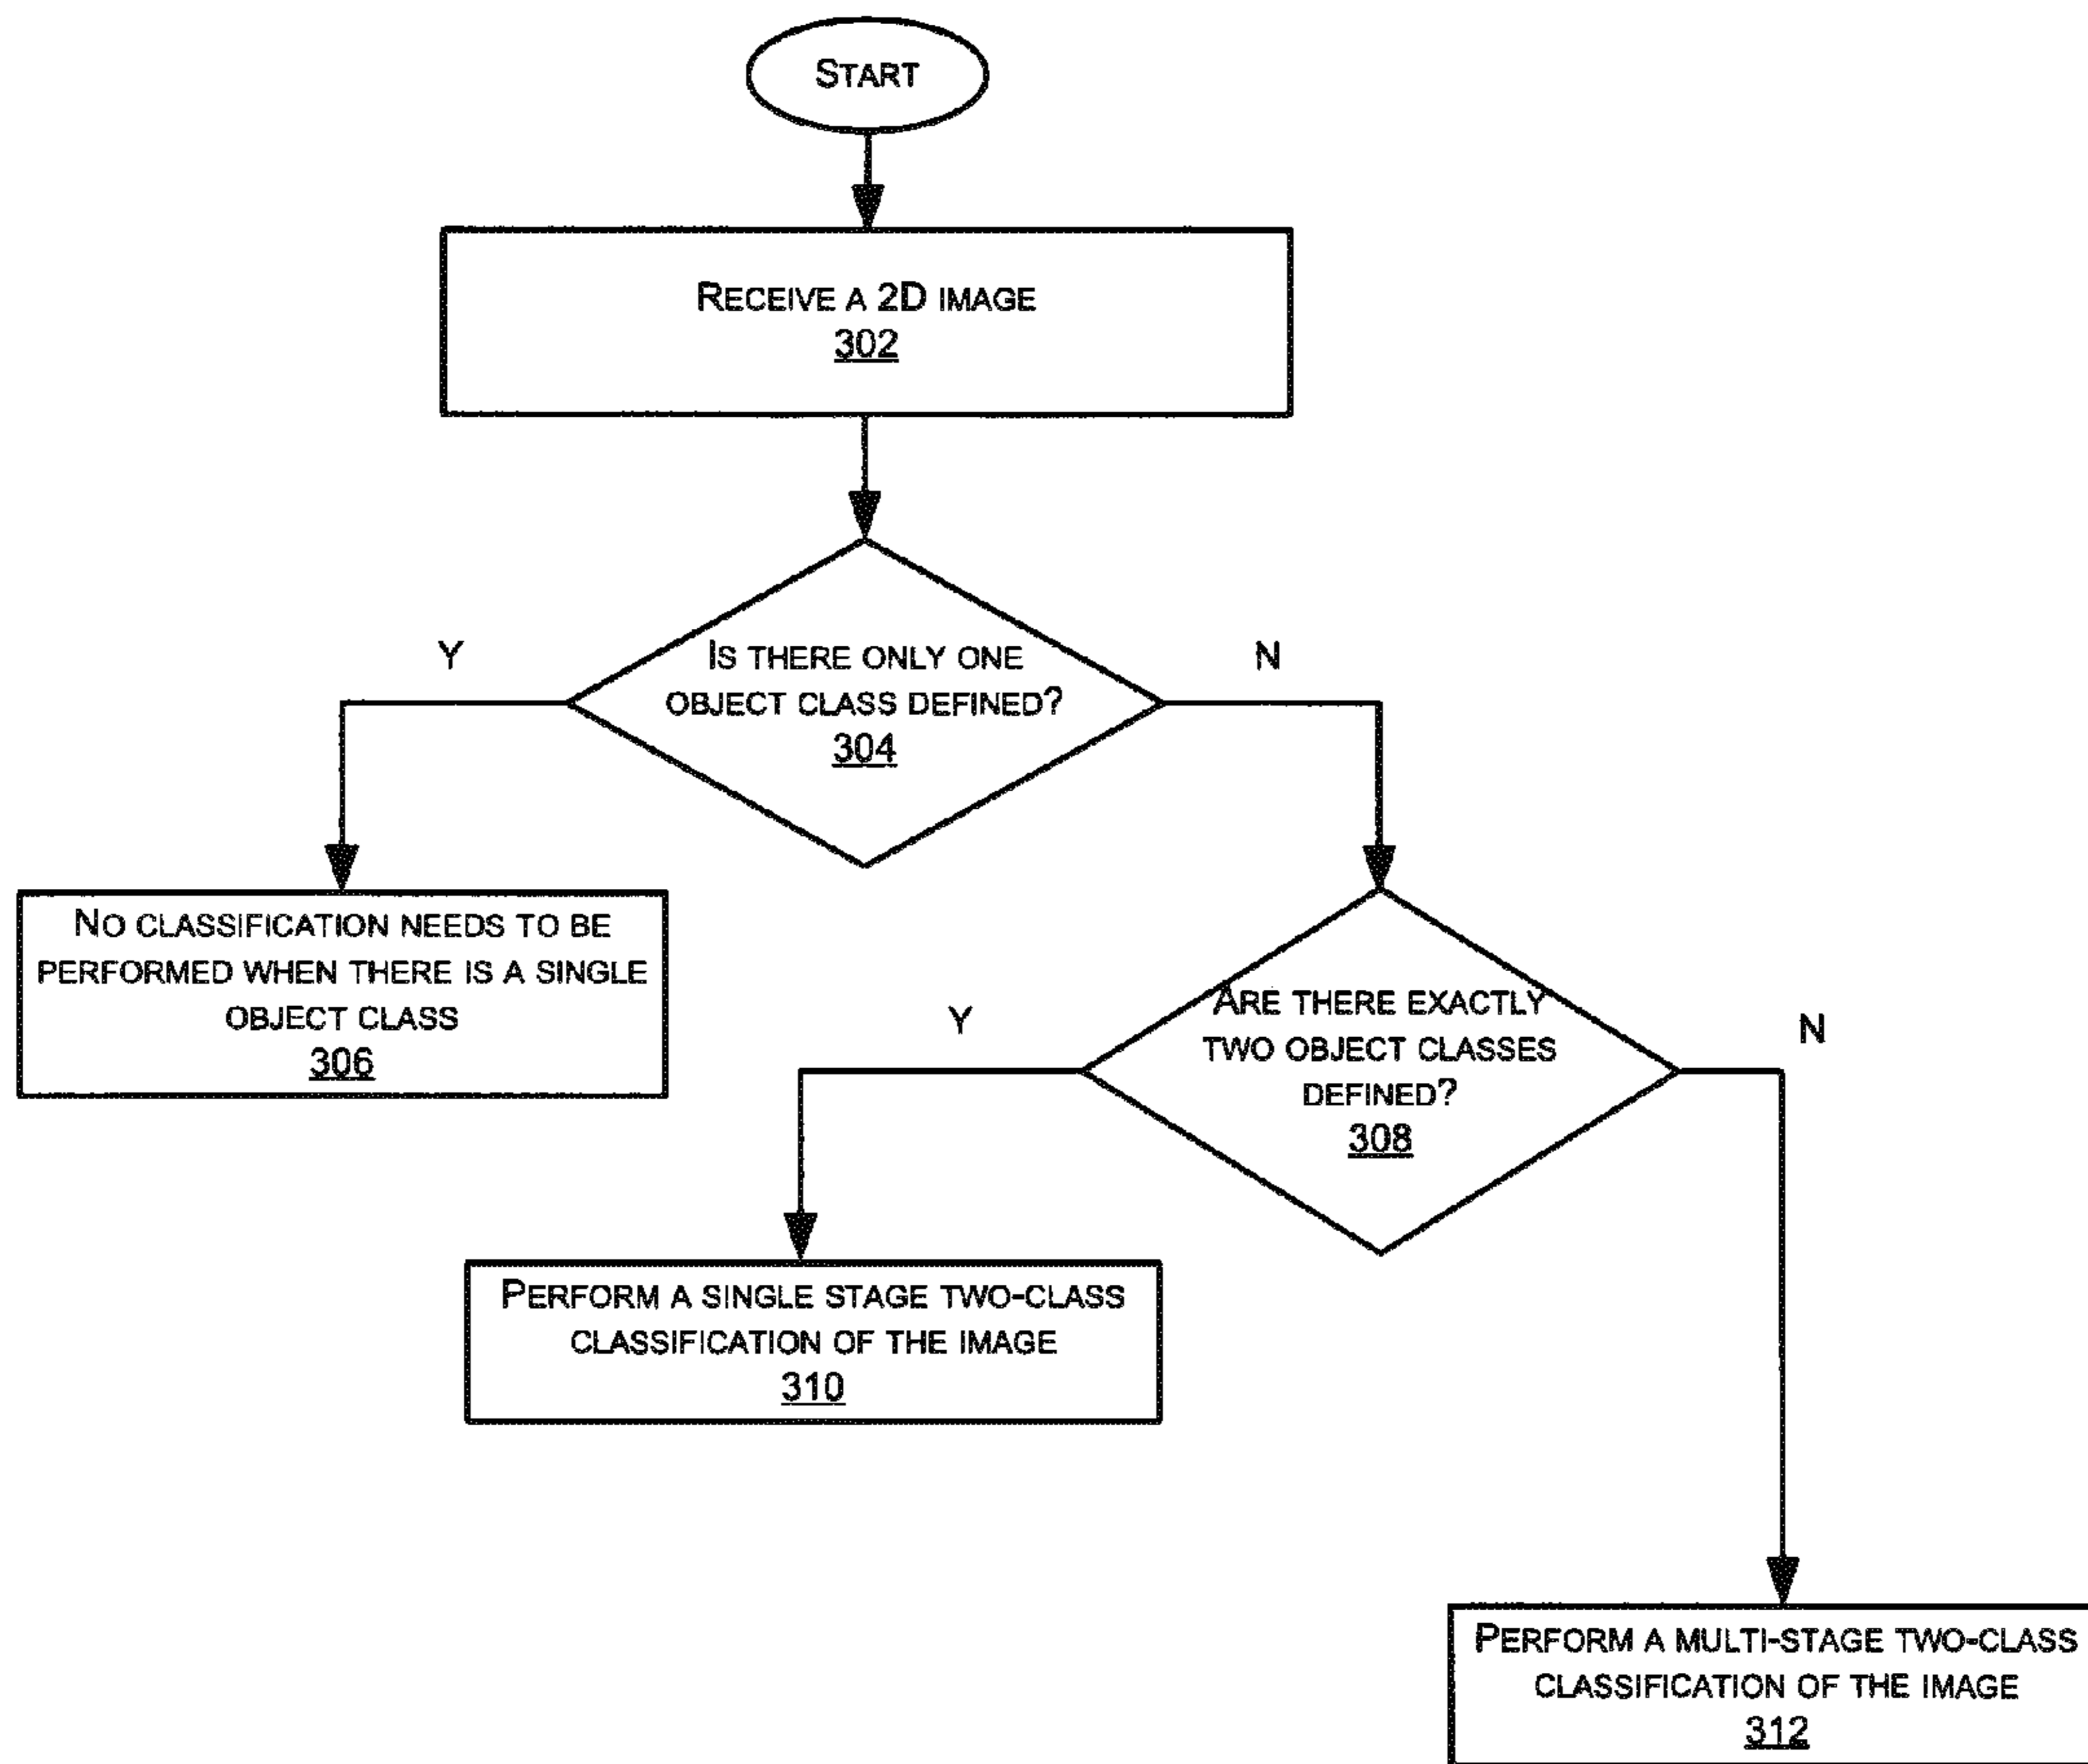 START
RECEIVE A 2D IMAGE
302
Y
IS THERE ONLY ONE
OBJECT CLASS DEFINED?
304
N
NO CLASSIFICATION NEEDS TO BE
PERFORMED WHEN THERE IS A SINGLE
OBJECT CLASS
306
Y
ARE THERE EXACTLY
TWO OBJECT CLASSES
DEFINED?
308
N
PERFORM A SINGLE STAGE TWO-CLASS
CLASSIFICATION OF THE IMAGE
310
PERFORM A MULTI-STAGE TWO-CLASS
CLASSIFICATION OF THE IMAGE
312